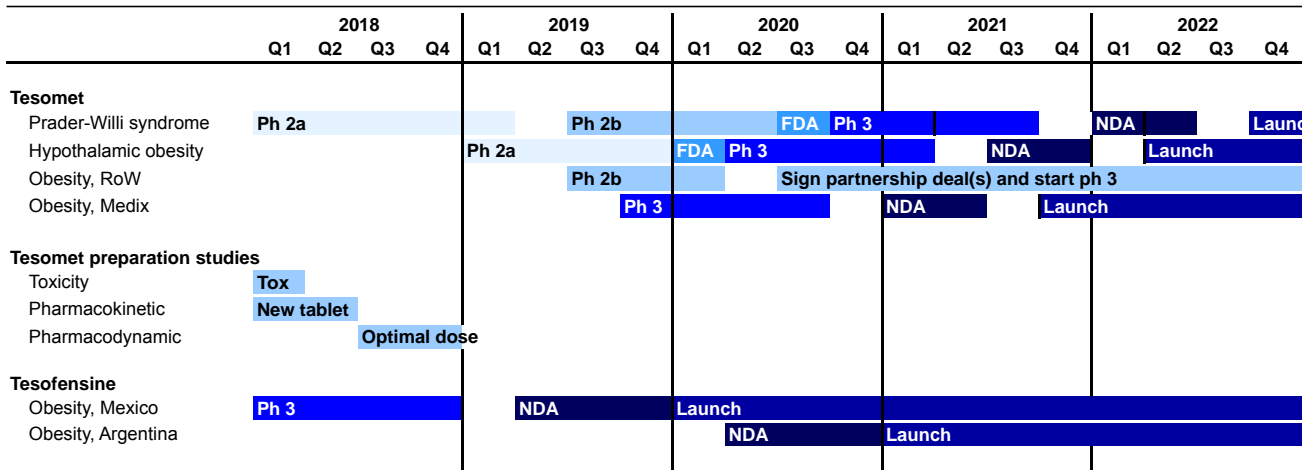 2018 2019 2020 2021 2022
Q1 Q2 Q3 Q4 Q1 Q3 Q4 Q1 Q2 Q3 Q4 Q1 Q2 Q3 Q4 Q1 Q2 Q3 Q4
Tesomet
Prader-Willi syndrome Ph 2a Ph 2b FDA Ph 3 NDA Launc
Hypothalamic obesity Ph 2a FDA Ph 3 NDA Launch
Obesity, RoW Ph 2b Sign partnership deal(s) and start ph 3
Obesity, Medix Ph 3 NDA Launch
Tesomet preparation studies
Toxicity Tox
Pharmacokinetic New tablet
Pharmacodynamic Optimal dose
Tesofensine
Obesity, Mexico Ph 3 NDA Launch
Obesity, Argentina NDA Launch